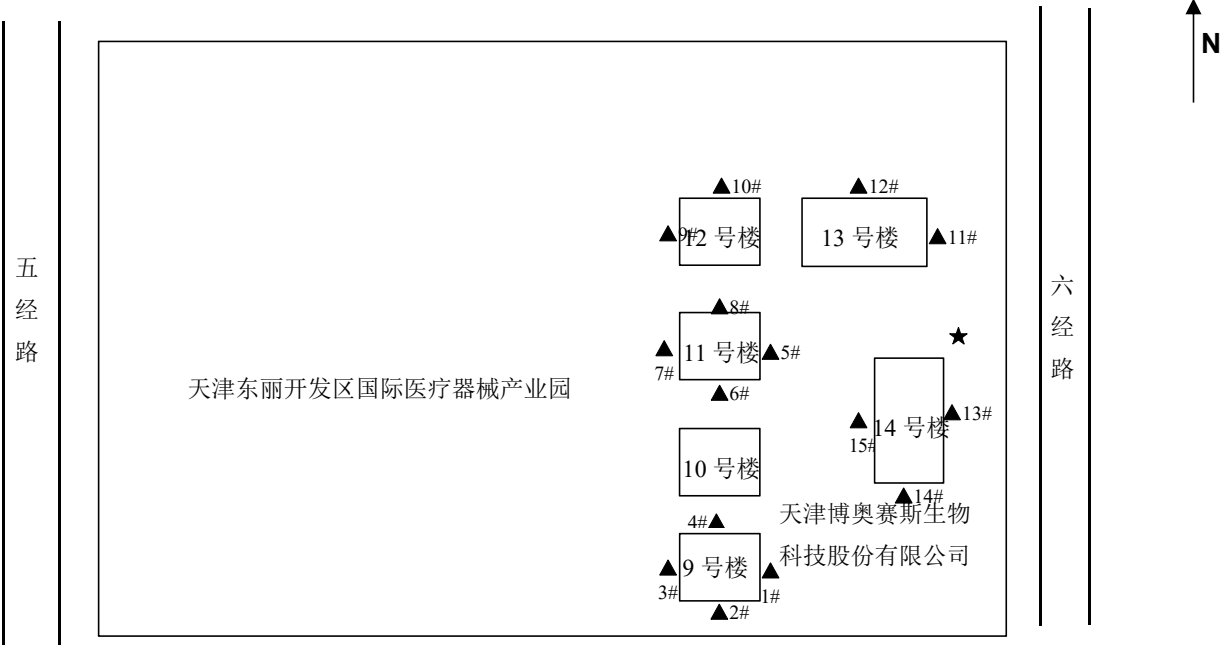 N
▲10#
▲12#
▲9#
12 号楼
13 号楼
▲11#
五
经
路
六
经
路
▲8#
★
▲
7#
11 号楼
▲5#
▲6#
天津东丽开发区国际医疗器械产业园
▲13#
▲
15#
14 号楼
10 号楼
▲14#
天津博奥赛斯生物
科技股份有限公司
4#▲
▲
3#
9 号楼
▲
1#
▲2#